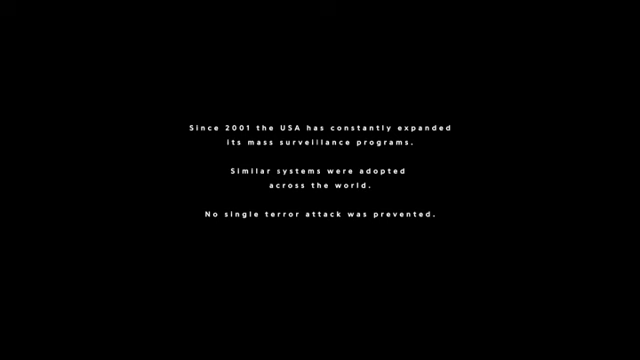 Since 2001 the USA has constantly expanded
its mass surveillance programs.
Similar systems were adopted
across the world.
No single terror attack was prevented.